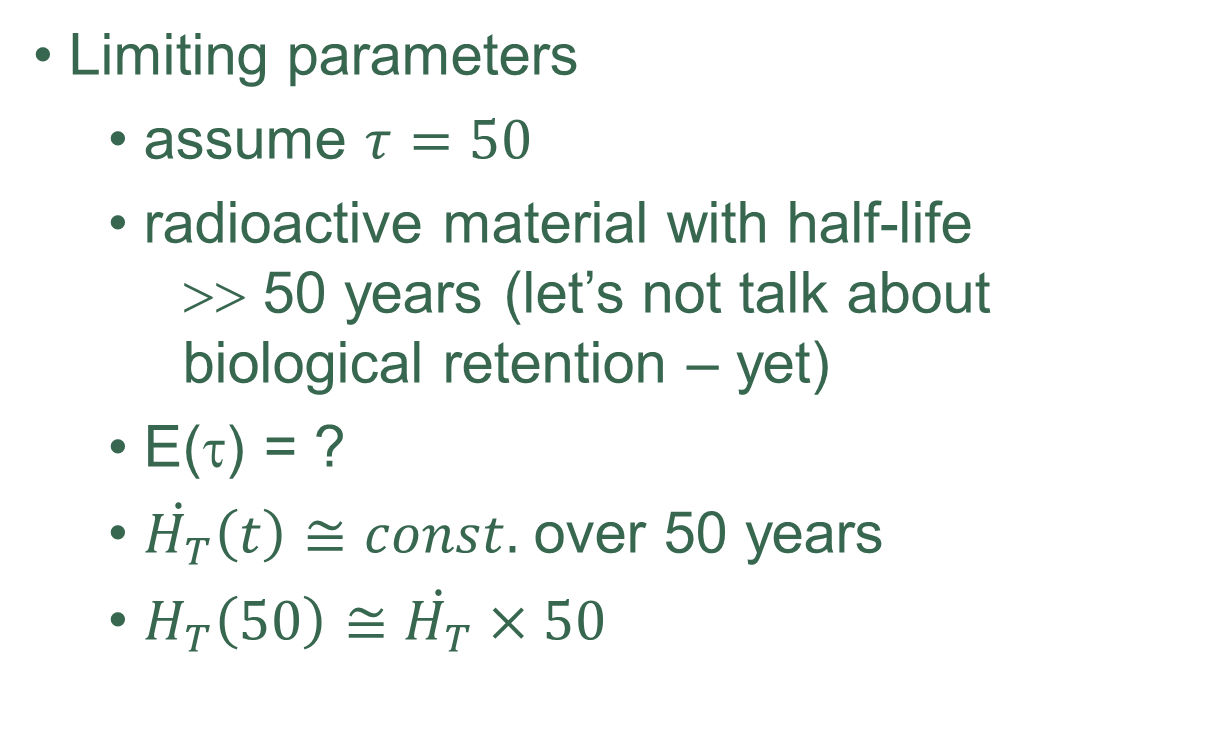 • Limiting parameters
• assume 𝜏 = 50
• radioactive material with half-life
>> 50 years (let’s not talk about
biological retention – yet)
• E(τ) = ?
• Ḣ_T(t) ≅ const. over 50 years
• H_T(50) ≅ Ḣ_T × 50